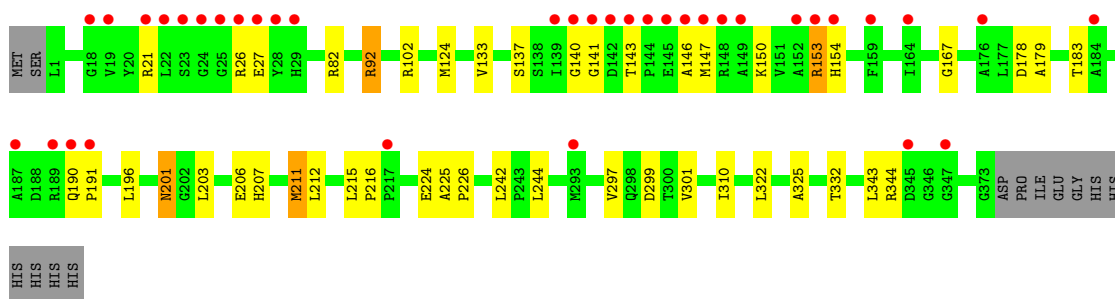 MET SER L1 G18 V19 Y20 R21 L22 S23 G24 G25 R26 E27 Y28 H29 R82 R92 R102 M124 V133 S137 S138 I139 G140 G141 D142 T143 P144 E145 A146 M147 R148 A149 K150 V151 A152 R153 H154 F159 I164 G167 A176 L177 D178 A179 T183 A184
A187 D188 R189 Q190 P191 L196 N201 G202 L203 E206 H207 M211 L212 L215 P216 P217 E224 A225 P226 L242 P243 L244 M293 V297 Q298 D299 T300 V301 I310 L322 A325 T332 L343 R344 D345 G346 G347 G373 ASP PRO ILE GLU GLY HIS HIS
HIS HIS HIS HIS